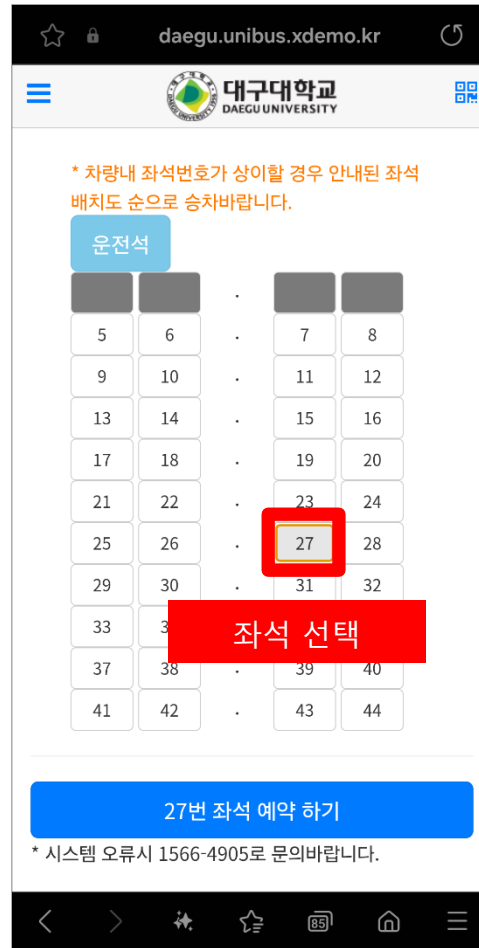 daegu.unibus.xdemo.kr
대구대학교
DAEGU UNIVERSITY
* 차량내 좌석번호가 상이할 경우 안내된 좌석
배치도 순으로 승차바랍니다.
운전석
.
5 6 . 7 8
9 10 . 11 12
13 14 . 15 16
17 18 . 19 20
21 22 . 23 24
25 26 . 27 28
29 30 . 31 32
33
좌석 선택
37 38 . 39 40
41 42 . 43 44
27번 좌석 예약 하기
* 시스템 오류시 1566-4905로 문의바랍니다.
85